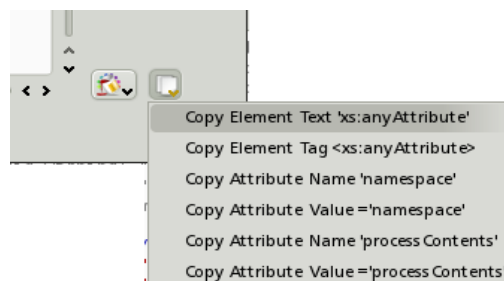 Copy Element Text 'xs:anyAttribute'
Copy Element Tag <xs:anyAttribute>
Copy Attribute Name 'namespace'
Copy Attribute Value ='namespace'
Copy Attribute Name 'processContents'
Copy Attribute Value ='processContents